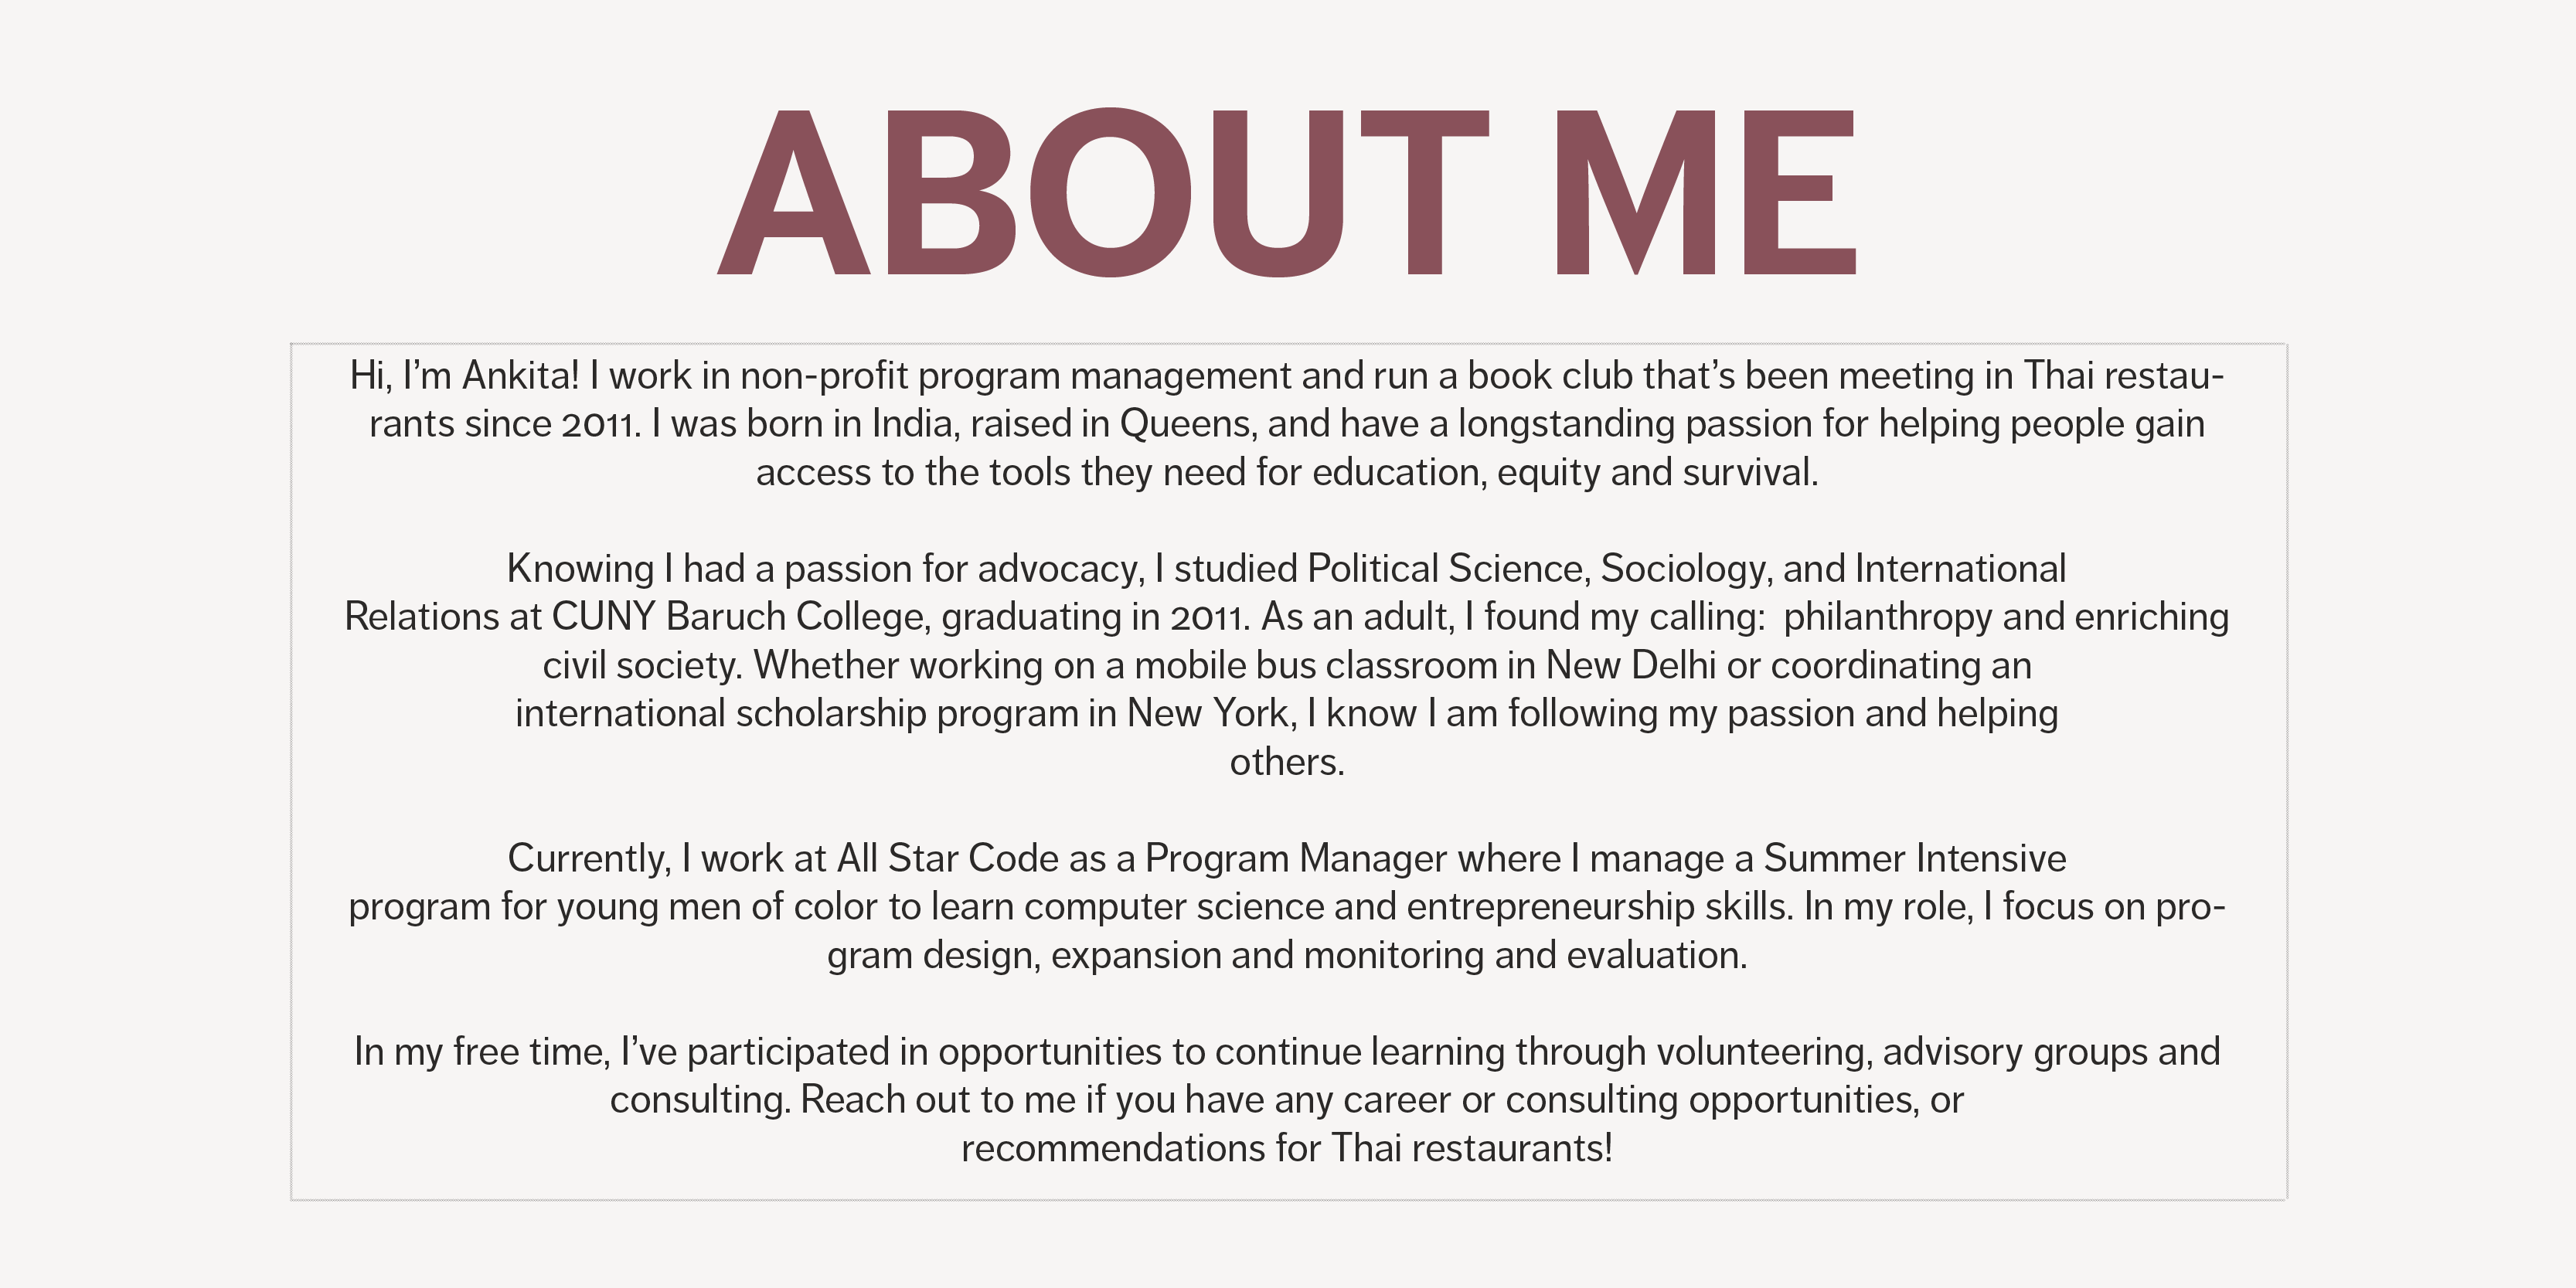 ABOUT ME
Hi, I’m Ankita! I work in non-profit program management and run a book club that’s been meeting in Thai restau-
rants since 2011. I was born in India, raised in Queens, and have a longstanding passion for helping people gain
access to the tools they need for education, equity and survival.
Knowing I had a passion for advocacy, I studied Political Science, Sociology, and International
Relations at CUNY Baruch College, graduating in 2011. As an adult, I found my calling:  philanthropy and enriching
civil society. Whether working on a mobile bus classroom in New Delhi or coordinating an
international scholarship program in New York, I know I am following my passion and helping
others.
Currently, I work at All Star Code as a Program Manager where I manage a Summer Intensive
program for young men of color to learn computer science and entrepreneurship skills. In my role, I focus on pro-
gram design, expansion and monitoring and evaluation.
In my free time, I’ve participated in opportunities to continue learning through volunteering, advisory groups and
consulting. Reach out to me if you have any career or consulting opportunities, or
recommendations for Thai restaurants!